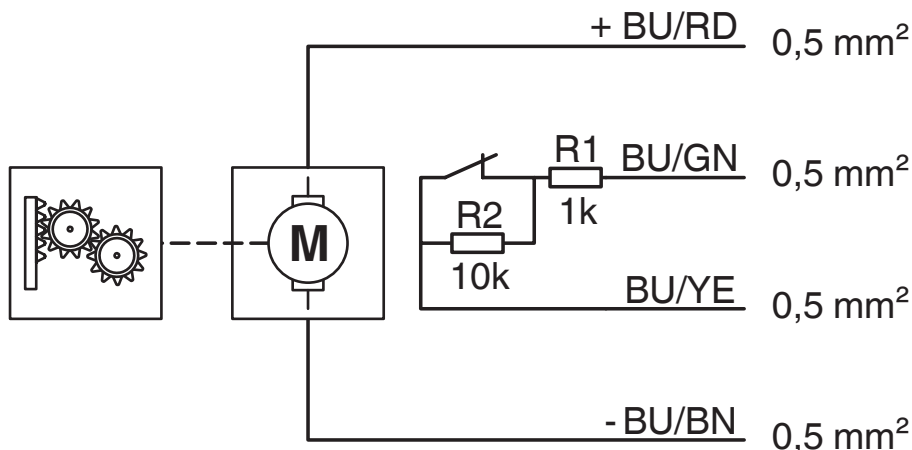 + BU/RD 0,5 mm²
R1 BU/GN 0,5 mm²
1k
R2
M
10k
BU/YE 0,5 mm²
- BU/BN 0,5 mm²